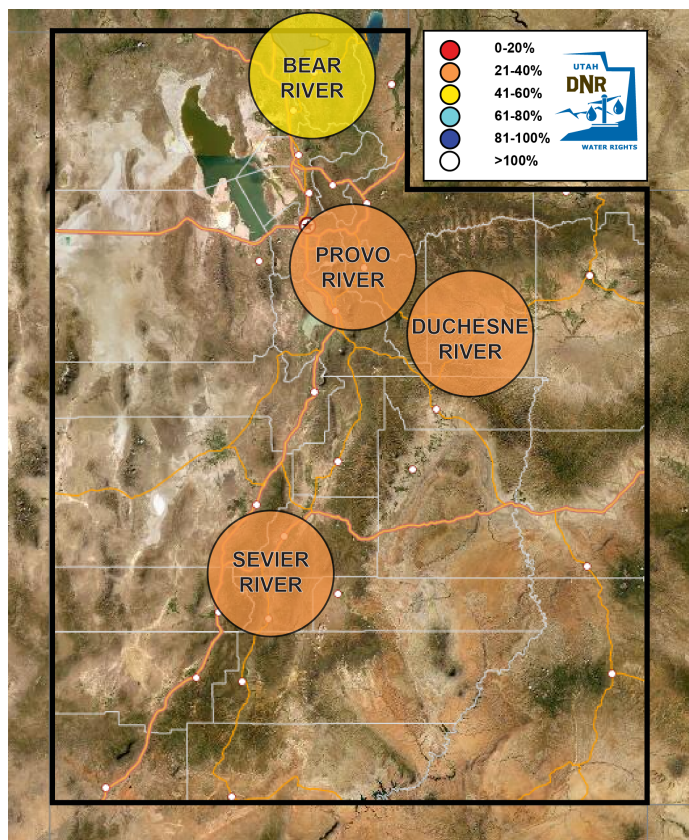 BEAR
RIVER
0-20%
21-40%
41-60%
61-80%
81-100%
>100%
UTAH
DNR
WATER RIGHTS
PROVO
RIVER
DUCHESNE
RIVER
SEVIER
RIVER